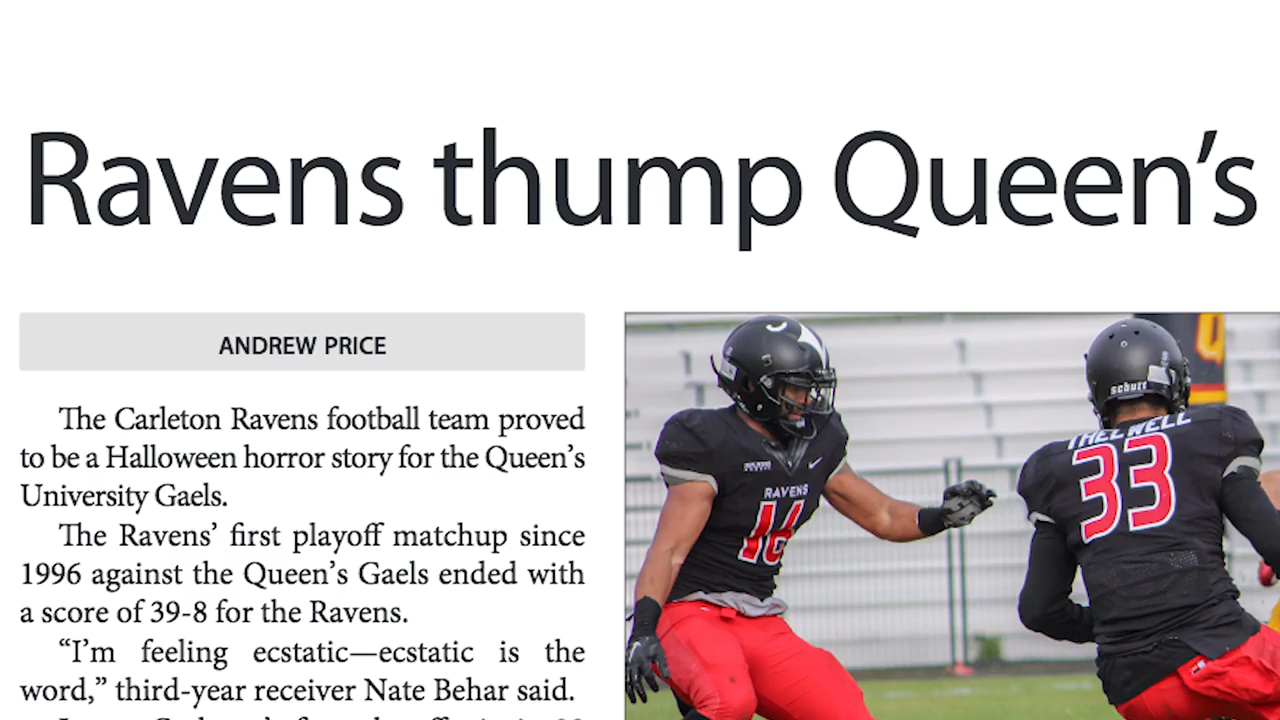 Ravens thump Queen’s
ANDREW PRICE
The Carleton Ravens football team proved
to be a Halloween horror story for the Queen’s
University Gaels.
The Ravens’ first playoff matchup since
1996 against the Queen’s Gaels ended with
a score of 39-8 for the Ravens.
“I’m feeling ecstatic—ecstatic is the
word,” third-year receiver Nate Behar said.
schutt
THELWELL
33
RAVENS
16